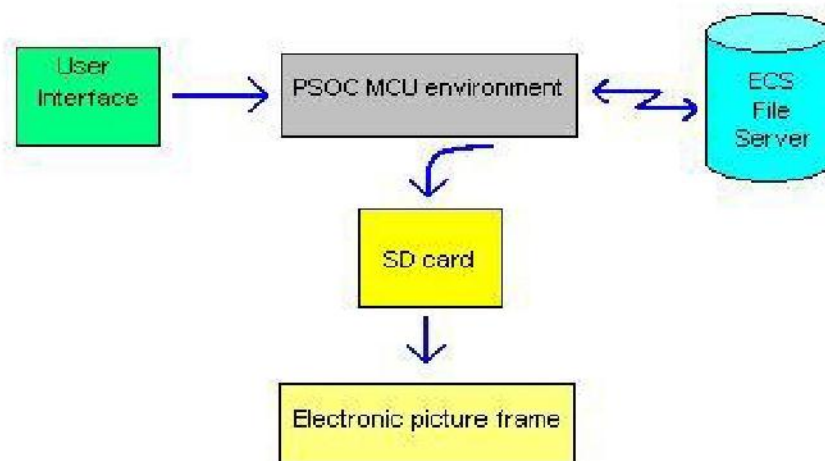 User
Interface
PSOC MCU environment
ECS
File
Server
SD card
Electronic picture frame